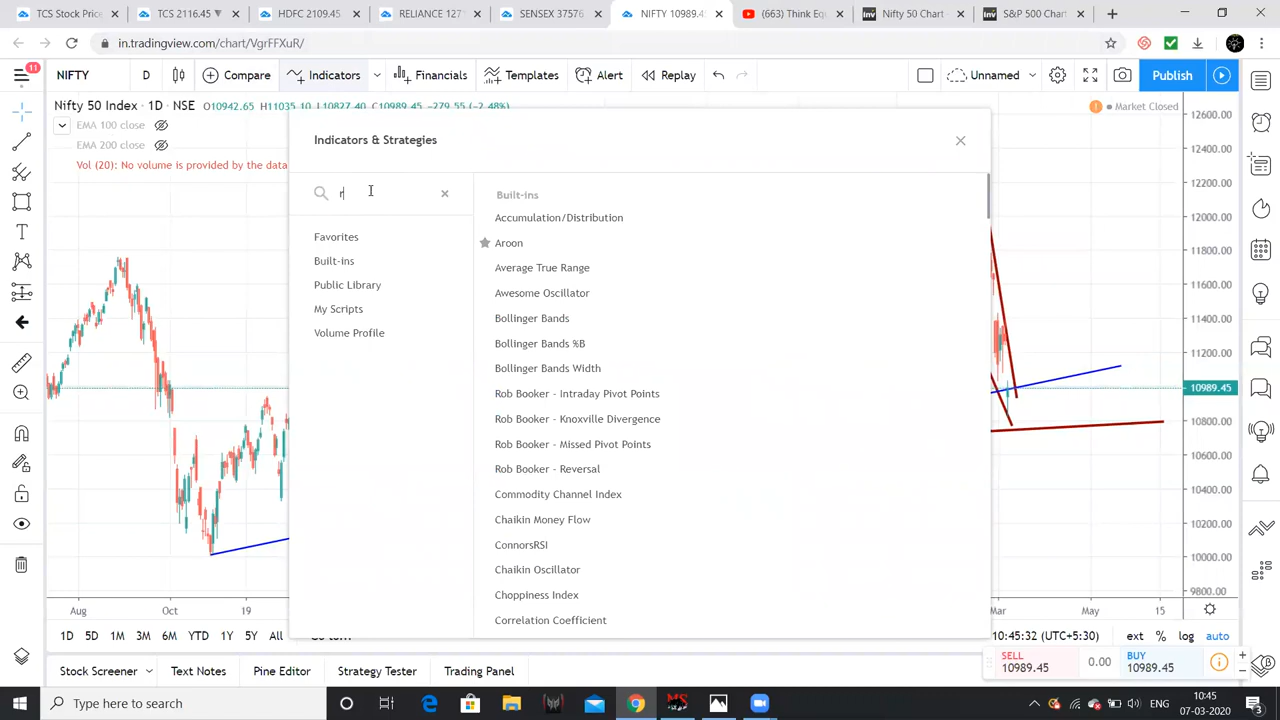 TCS Stock Pric
TCS 2116.45 ▼
HDFC 2109.45
RELIANCE 127
SENSEX 37576
NIFTY 10989.45
(663) Think Eq
Nifty 50 Chart
S&P 500 Chart
in.tradingview.com/chart/VgrFFXuR/
11
NIFTY
D
Compare
Indicators
Financials
Templates
Alert
Replay
Unnamed
Publish
Nifty 50 Index · 1D · NSE O10942.65 H11035.10 L10827.40 C10989.45 −279.55 (−2.48%)
Market Closed
EMA 100 close
EMA 200 close
Vol (20): No volume is provided by the data
Indicators & Strategies
r
Favorites
Built-ins
Public Library
My Scripts
Volume Profile
Built-ins
Accumulation/Distribution
Aroon
Average True Range
Awesome Oscillator
Bollinger Bands
Bollinger Bands %B
Bollinger Bands Width
Rob Booker - Intraday Pivot Points
Rob Booker - Knoxville Divergence
Rob Booker - Missed Pivot Points
Rob Booker - Reversal
Commodity Channel Index
Chaikin Money Flow
ConnorsRSI
Chaikin Oscillator
Choppiness Index
Correlation Coefficient
12600.00
12400.00
12200.00
12000.00
11800.00
11600.00
11400.00
11200.00
10989.45
10800.00
10600.00
10400.00
10200.00
10000.00
9800.00
Aug
Oct
19
Mar
May
15
1D 5D 1M 3M 6M YTD 1Y 5Y All
10:45:32 (UTC+5:30) ext % log auto
SELL
10989.45
0.00
BUY
10989.45
Stock Screener
Text Notes
Pine Editor
Strategy Tester
Trading Panel
Type here to search
ENG
10:45
07-03-2020
3